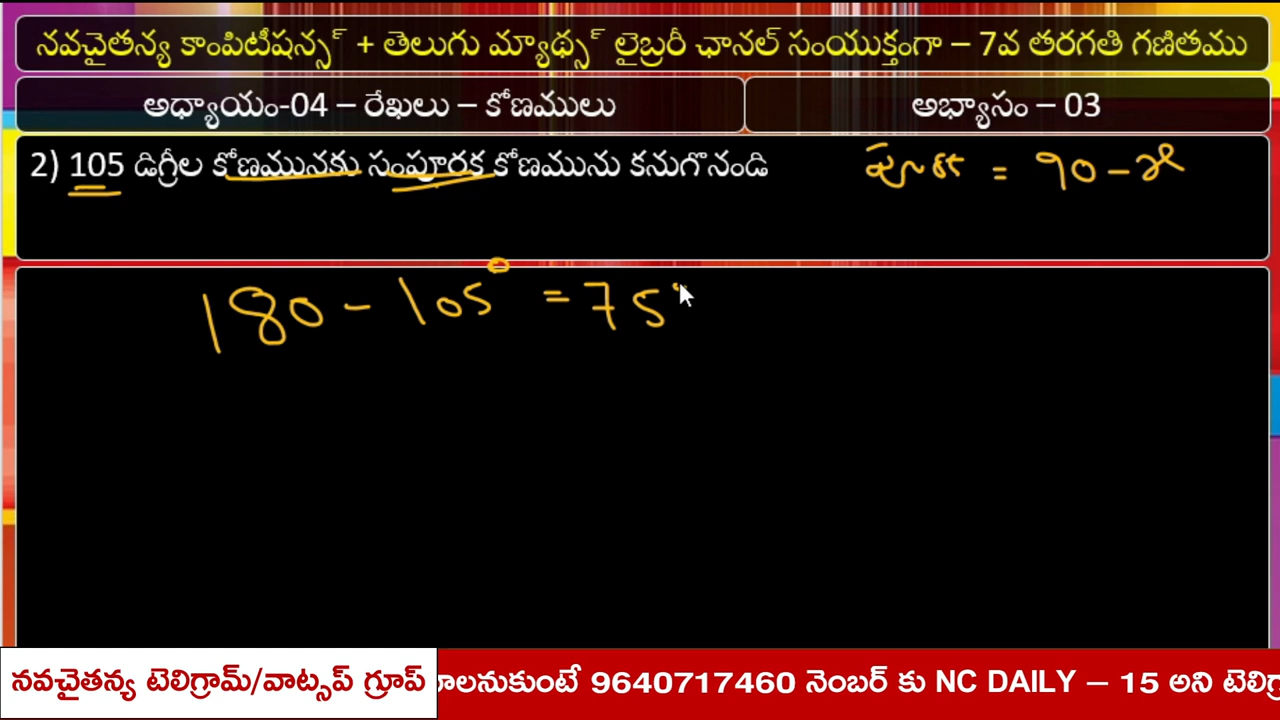 నవచైతన్య కాంపిటీషన్స్ + తెలుగు మ్యాథ్స్ లైబ్రరీ ఛానల్ సంయుక్తంగా – 7వ తరగతి గణితము
అధ్యాయం-04 – రేఖలు – కోణములు
అభ్యాసం – 03
2) 105 డిగ్రీల కోణమునకు సంపూరక కోణమును కనుగొనండి
పూరక = 90 - x
180 - 105° = 75°
నవచైతన్య టెలిగ్రామ్/వాట్సప్ గ్రూప్
కు 9640717460 నెంబర్ కు NC DAILY – 15 అని